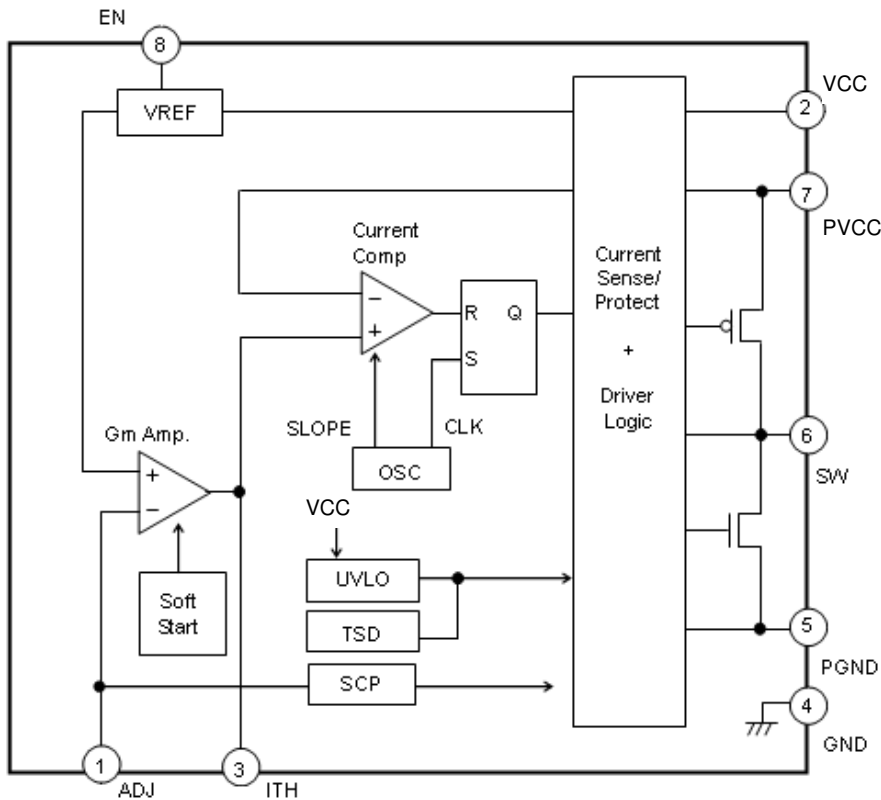 EN
8
VCC
VREF
2
7
PVCC
Current
Comp
Current
Sense/
Protect
+
Driver
Logic
−
+
R Q
S
SLOPE
CLK
OSC
Gm Amp.
+
−
6
SW
VCC
UVLO
TSD
SCP
Soft
Start
5
PGND
4
GND
1
ADJ
3
ITH